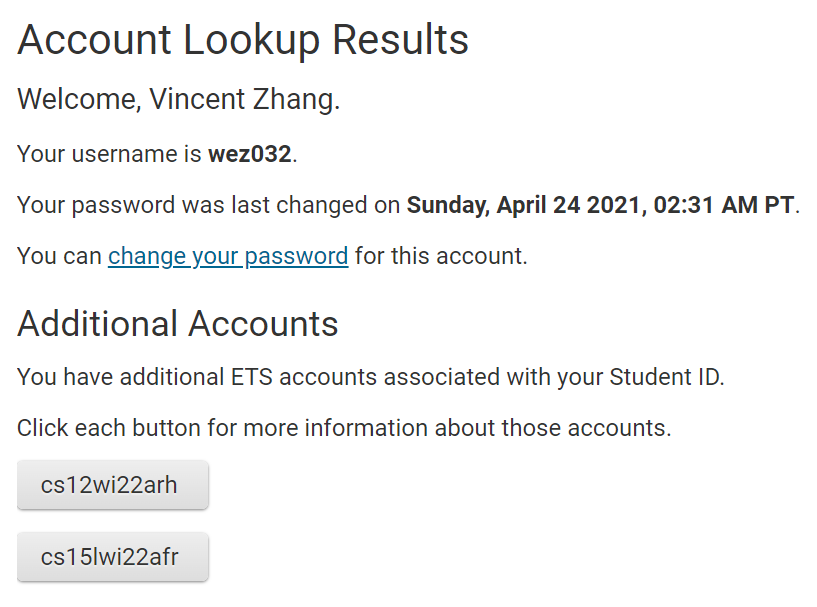 Account Lookup Results
Welcome, Vincent Zhang.
Your username is wez032.
Your password was last changed on Sunday, April 24 2021, 02:31 AM PT.
You can change your password for this account.
Additional Accounts
You have additional ETS accounts associated with your Student ID.
Click each button for more information about those accounts.
cs12wi22arh
cs15lwi22afr